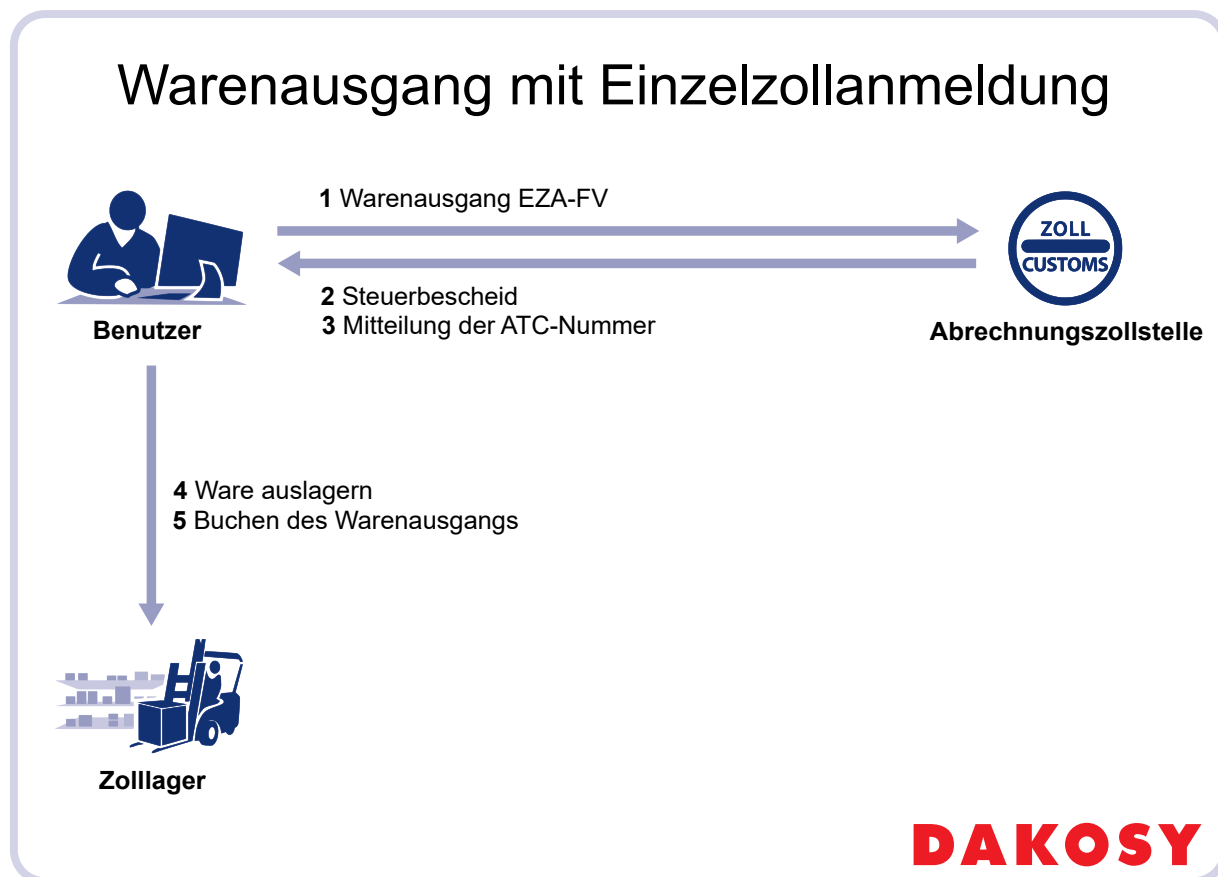 Warenausgang mit Einzelzollanmeldung
1 Warenausgang EZA-FV
ZOLL
CUSTOMS
2 Steuerbescheid
3 Mitteilung der ATC-Nummer
Benutzer
Abrechnungszollstelle
4 Ware auslagern
5 Buchen des Warenausgangs
Zolllager
DAKOSY